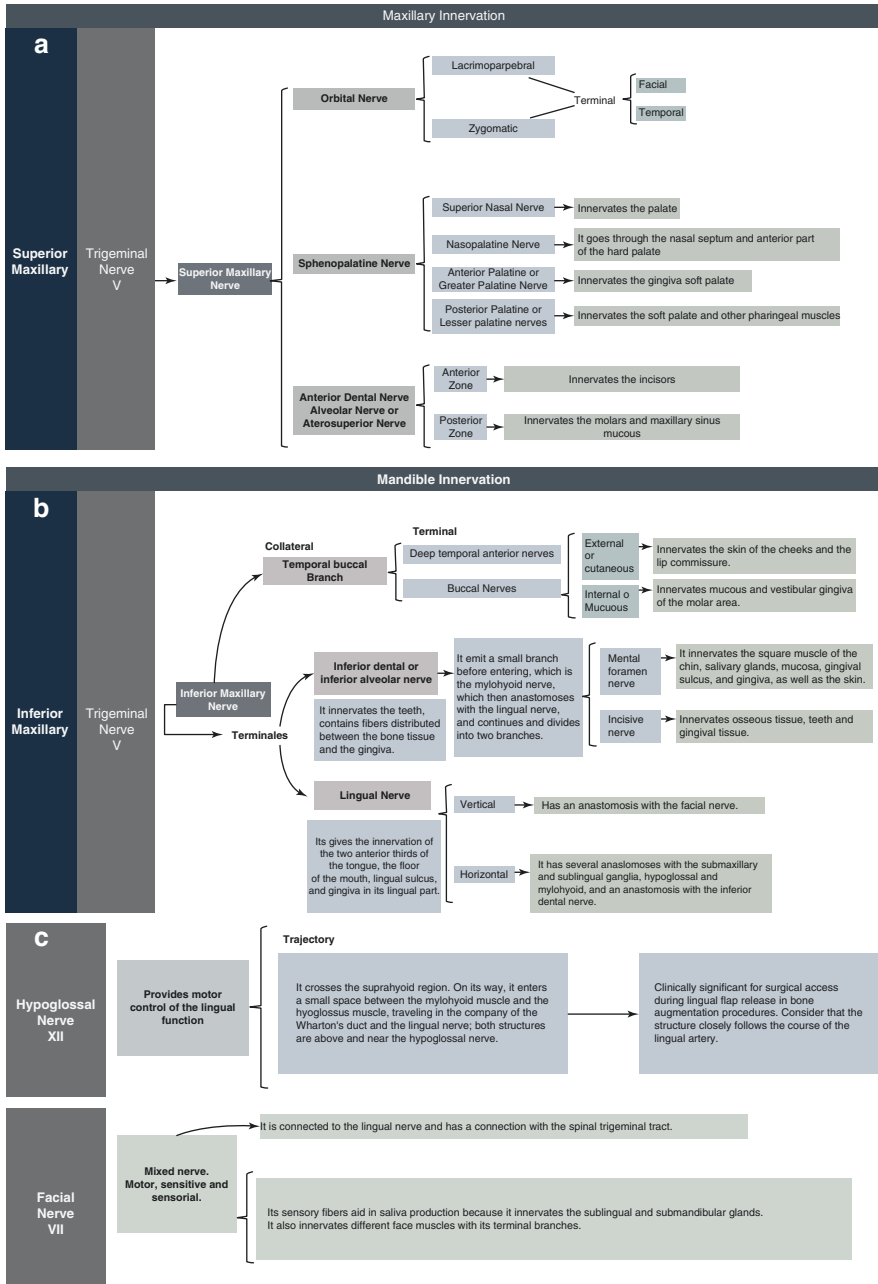 Maxillary Innervation
a
Superior
Maxillary
Trigeminal
Nerve
V
Superior Maxillary
Nerve
Orbital Nerve
Lacrimoparpebral
Zygomatic
Terminal
Facial
Temporal
Sphenopalatine Nerve
Superior Nasal Nerve
Innervates the palate
Nasopalatine Nerve
It goes through the nasal septum and anterior part
of the hard palate
Anterior Palatine or
Greater Palatine Nerve
Innervates the gingiva soft palate
Posterior Palatine or
Lesser palatine nerves
Innervates the soft palate and other pharingeal muscles
Anterior Dental Nerve
Alveolar Nerve or
Aterosuperior Nerve
Anterior
Zone
Innervates the incisors
Posterior
Zone
Innervates the molars and maxillary sinus
mucous
Mandible Innervation
b
Inferior
Maxillary
Trigeminal
Nerve
V
Inferior Maxillary
Nerve
Collateral
Temporal buccal
Branch
Terminal
Deep temporal anterior nerves
Buccal Nerves
External
or
cutaneous
Innervates the skin of the cheeks and the
lip commissure.
Internal o
Mucuous
Innervates mucous and vestibular gingiva
of the molar area.
Terminales
Inferior dental or
inferior alveolar nerve
It innervates the teeth,
contains fibers distributed
between the bone tissue
and the gingiva.
It emit a small branch
before entering, which is
the mylohyoid nerve,
which then anastomoses
with the lingual nerve,
and continues and divides
into two branches.
Mental
foramen
nerve
It innervates the square muscle of the
chin, salivary glands, mucosa, gingival
sulcus, and gingiva, as well as the skin.
Incisive
nerve
Innervates osseous tissue, teeth and
gingival tissue.
Lingual Nerve
Its gives the innervation of
the two anterior thirds of
the tongue, the floor
of the mouth, lingual sulcus,
and gingiva in its lingual part.
Vertical
Has an anastomosis with the facial nerve.
Horizontal
It has several anaslomoses with the submaxillary
and sublingual ganglia, hypoglossal and
mylohyoid, and an anastomosis with the inferior
dental nerve.
c
Hypoglossal
Nerve
XII
Provides motor
control of the lingual
function
Trajectory
It crosses the suprahyoid region. On its way, it enters
a small space between the mylohyoid muscle and the
hyoglossus muscle, traveling in the company of the
Wharton's duct and the lingual nerve; both structures
are above and near the hypoglossal nerve.
Clinically significant for surgical access
during lingual flap release in bone
augmentation procedures. Consider that the
structure closely follows the course of the
lingual artery.
Facial
Nerve
VII
Mixed nerve.
Motor, sensitive and
sensorial.
It is connected to the lingual nerve and has a connection with the spinal trigeminal tract.
Its sensory fibers aid in saliva production because it innervates the sublingual and submandibular glands.
It also innervates different face muscles with its terminal branches.